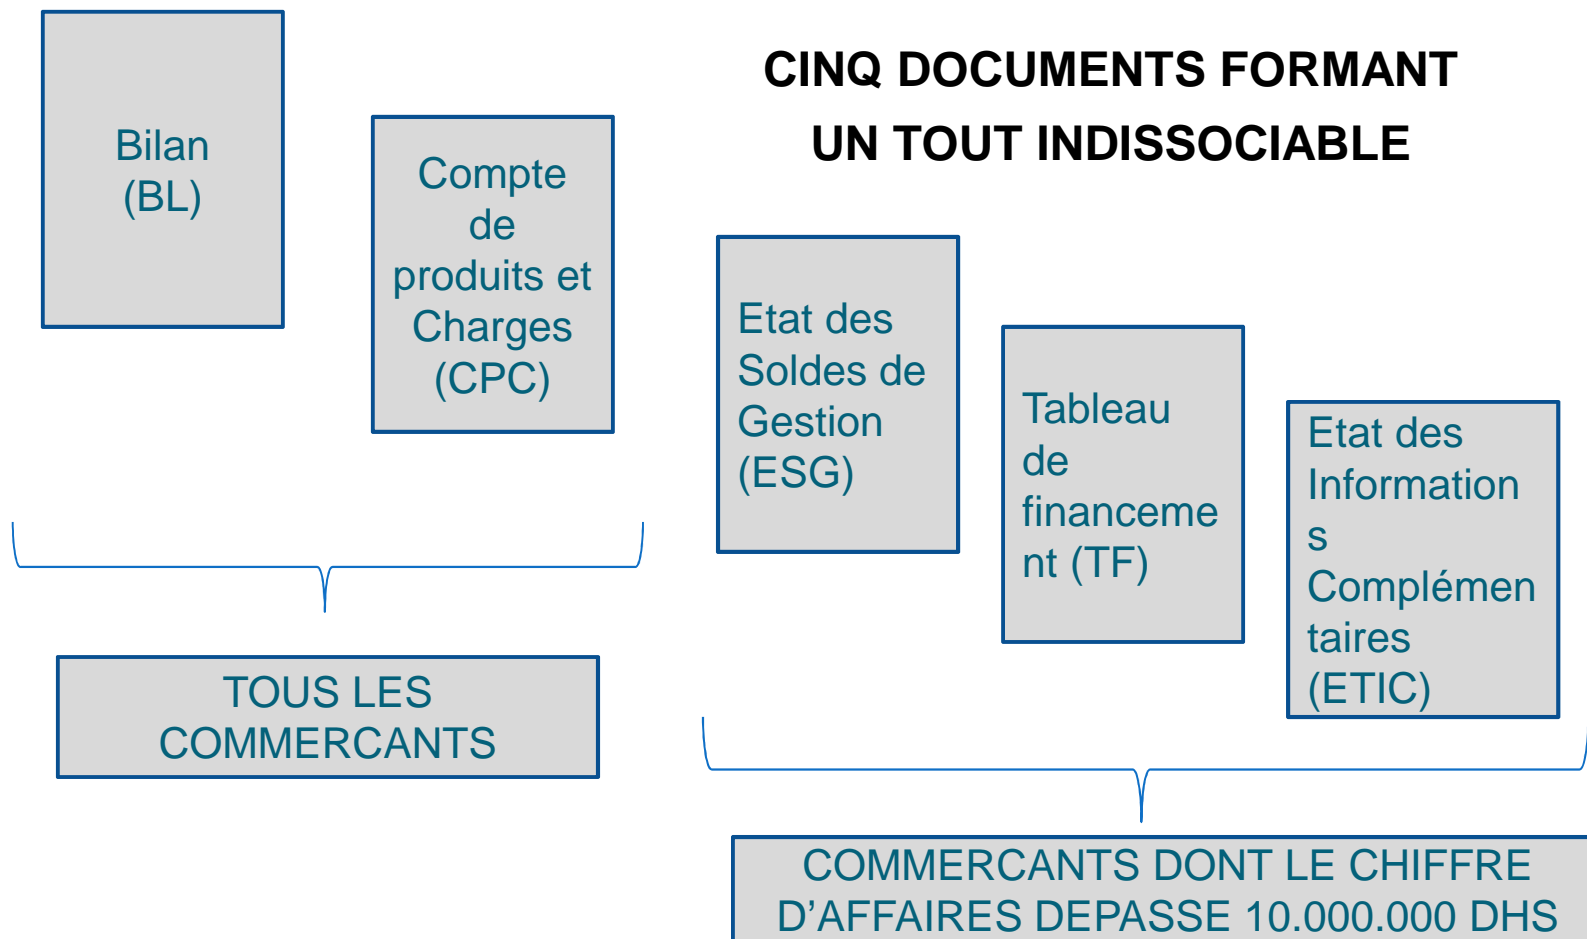 CINQ DOCUMENTS FORMANT
UN TOUT INDISSOCIABLE
Bilan
(BL)
Compte
de
produits et
Charges
(CPC)
Etat des
Soldes de
Gestion
(ESG)
Tableau
de
financeme
nt (TF)
Etat des
Information
s
Complémen
taires
(ETIC)
TOUS LES
COMMERCANTS
COMMERCANTS DONT LE CHIFFRE
D’AFFAIRES DEPASSE 10.000.000 DHS